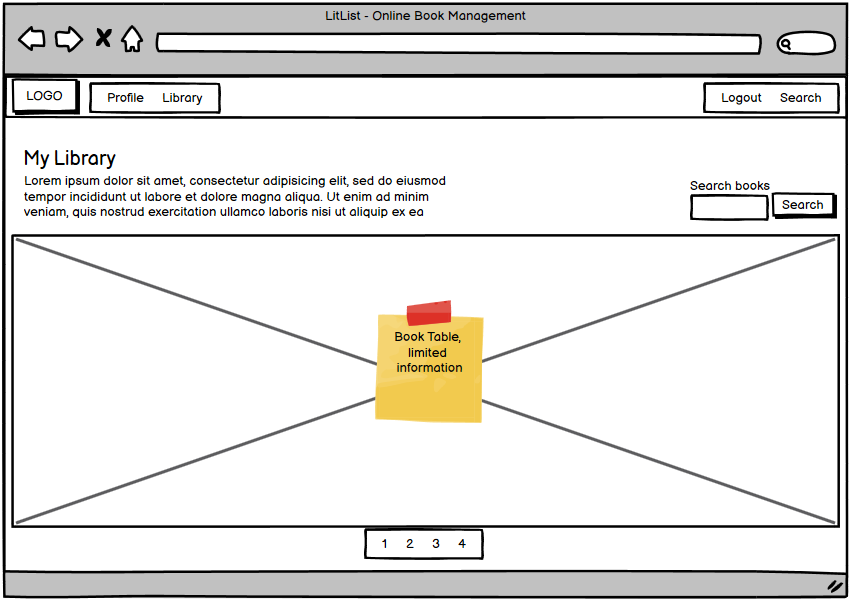 LitList - Online Book Management
LOGO
Profile Library
Logout Search
My Library
Lorem ipsum dolor sit amet, consectetur adipisicing elit, sed do eiusmod
tempor incididunt ut labore et dolore magna aliqua. Ut enim ad minim
veniam, quis nostrud exercitation ullamco laboris nisi ut aliquip ex ea
Search books
Search
Book Table,
limited
information
1 2 3 4